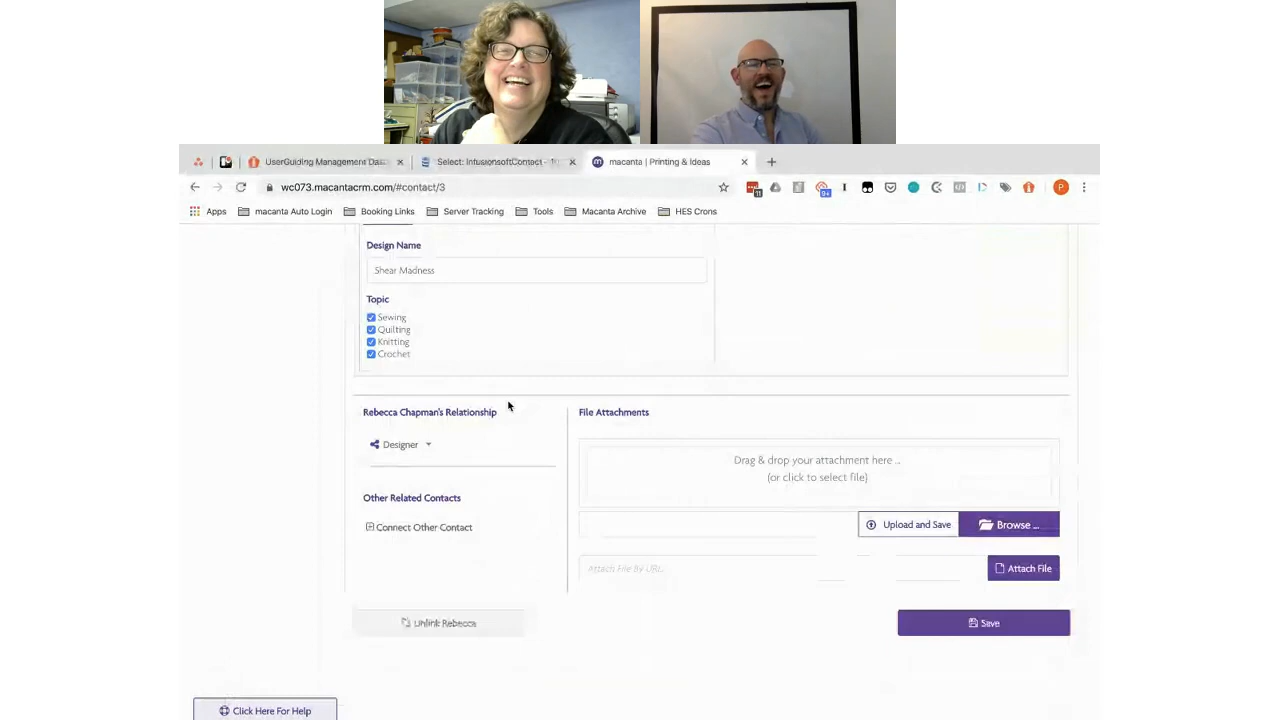 UserGuiding Management Das
Select: InfusionsoftContact - 10
macanta | Printing & Ideas
wc073.macantacrm.com/#contact/3
11
9+
P
Apps
macanta Auto Login
Booking Links
Server Tracking
Tools
Macanta Archive
HES Crons
Design Name
Shear Madness
Topic
Sewing
Quilting
Knitting
Crochet
Rebecca Chapman's Relationship
File Attachments
Designer
Drag & drop your attachment here ...
(or click to select file)
Other Related Contacts
Connect Other Contact
Upload and Save
Browse ...
Attach File By URL..
Attach File
Unlink Rebecca
Save
Click Here For Help